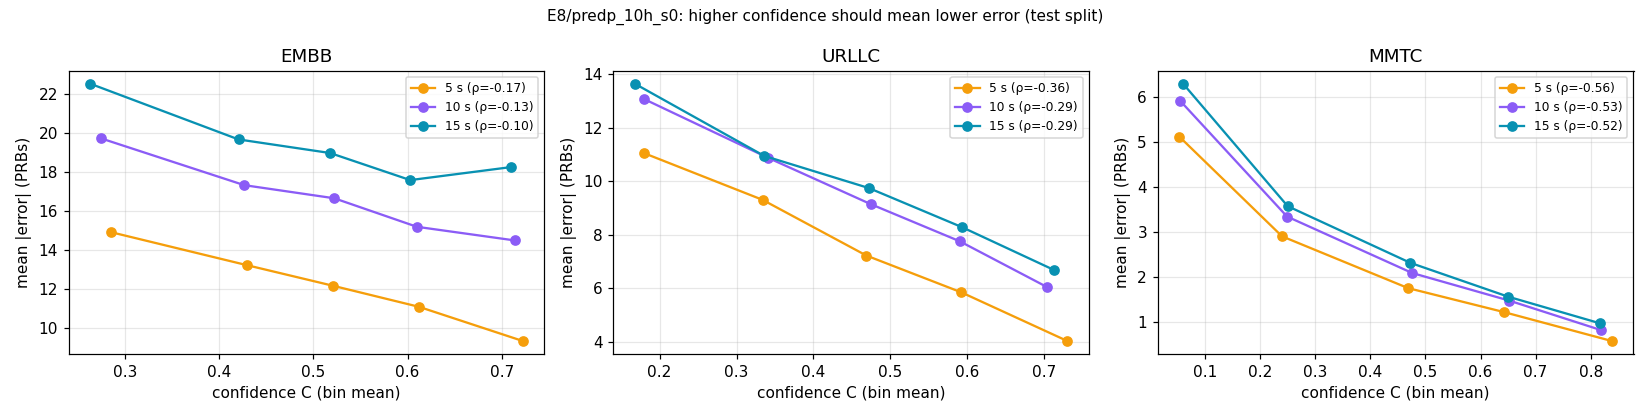 E8/predp_10h_s0: higher confidence should mean lower error (test split)
EMBB
mean |error| (PRBs)
22
20
18
16
14
12
10
5 s (ρ=-0.17)
10 s (ρ=-0.13)
15 s (ρ=-0.10)
0.3 0.4 0.5 0.6 0.7
confidence C (bin mean)
URLLC
mean |error| (PRBs)
14
12
10
8
6
4
5 s (ρ=-0.36)
10 s (ρ=-0.29)
15 s (ρ=-0.29)
0.2 0.3 0.4 0.5 0.6 0.7
confidence C (bin mean)
MMTC
mean |error| (PRBs)
6
5
4
3
2
1
5 s (ρ=-0.56)
10 s (ρ=-0.53)
15 s (ρ=-0.52)
0.1 0.2 0.3 0.4 0.5 0.6 0.7 0.8
confidence C (bin mean)